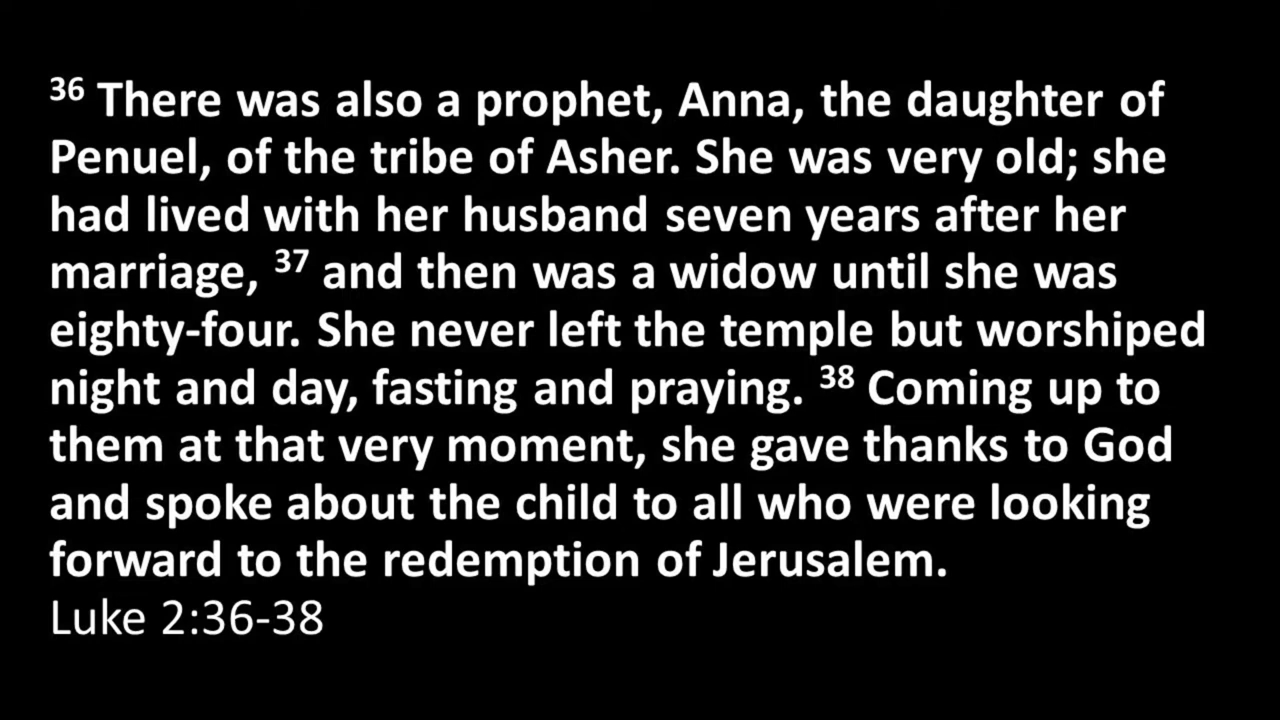 36 There was also a prophet, Anna, the daughter of
Penuel, of the tribe of Asher. She was very old; she
had lived with her husband seven years after her
marriage, 37 and then was a widow until she was
eighty-four. She never left the temple but worshiped
night and day, fasting and praying. 38 Coming up to
them at that very moment, she gave thanks to God
and spoke about the child to all who were looking
forward to the redemption of Jerusalem.
Luke 2:36-38